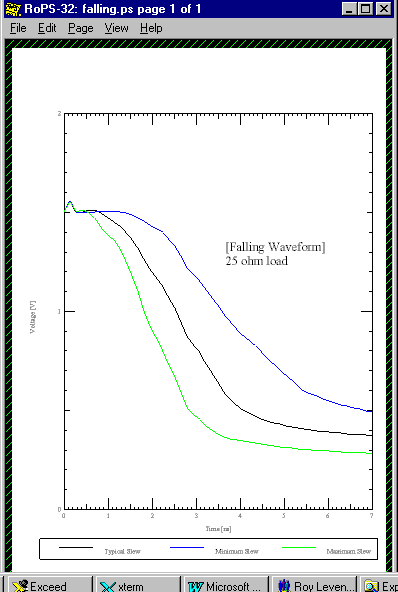 RoPS-32: falling.ps page 1 of 1
File Edit Page View Help
2
[Falling Waveform]
25 ohm load
1
Voltage [V]
0
0 1 2 3 4 5 6 7
Time [ns]
Typical Slew Minimum Slew Maximum Slew
Exceed xterm Microsoft ... Roy Leven... Exp